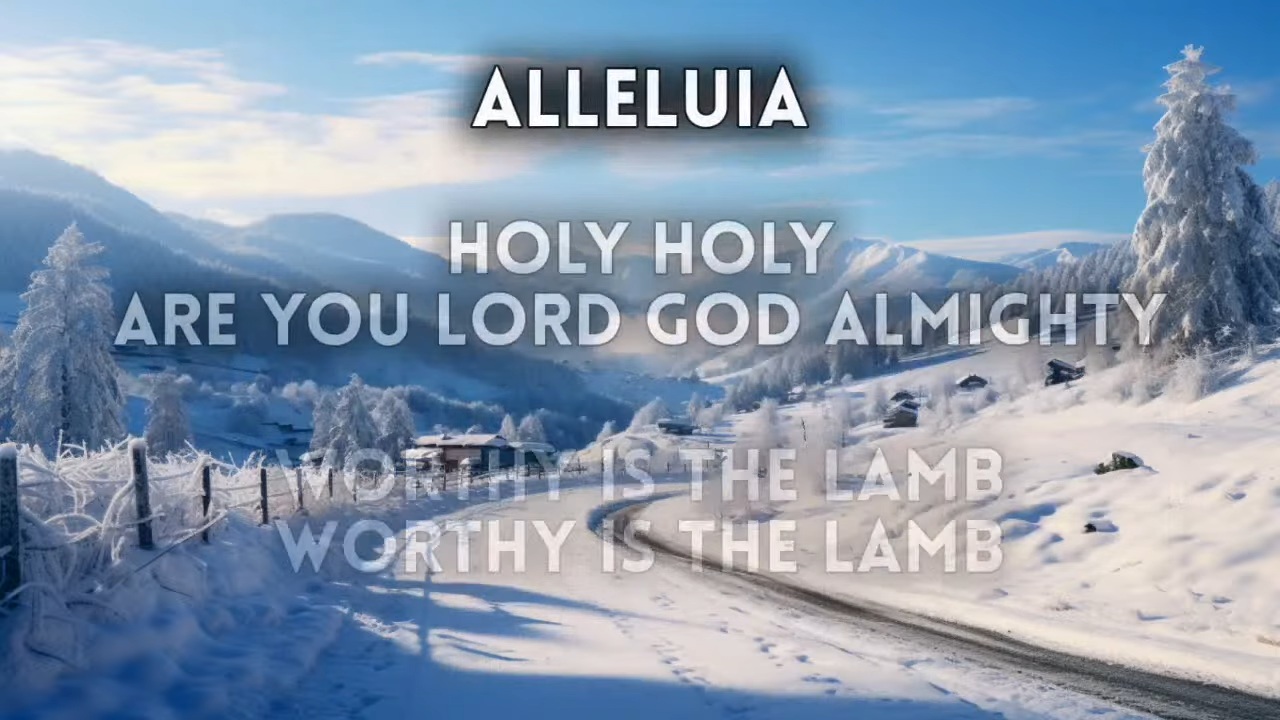 ALLELUIA
HOLY HOLY
ARE YOU LORD GOD ALMIGHTY
WORTHY IS THE LAMB
WORTHY IS THE LAMB